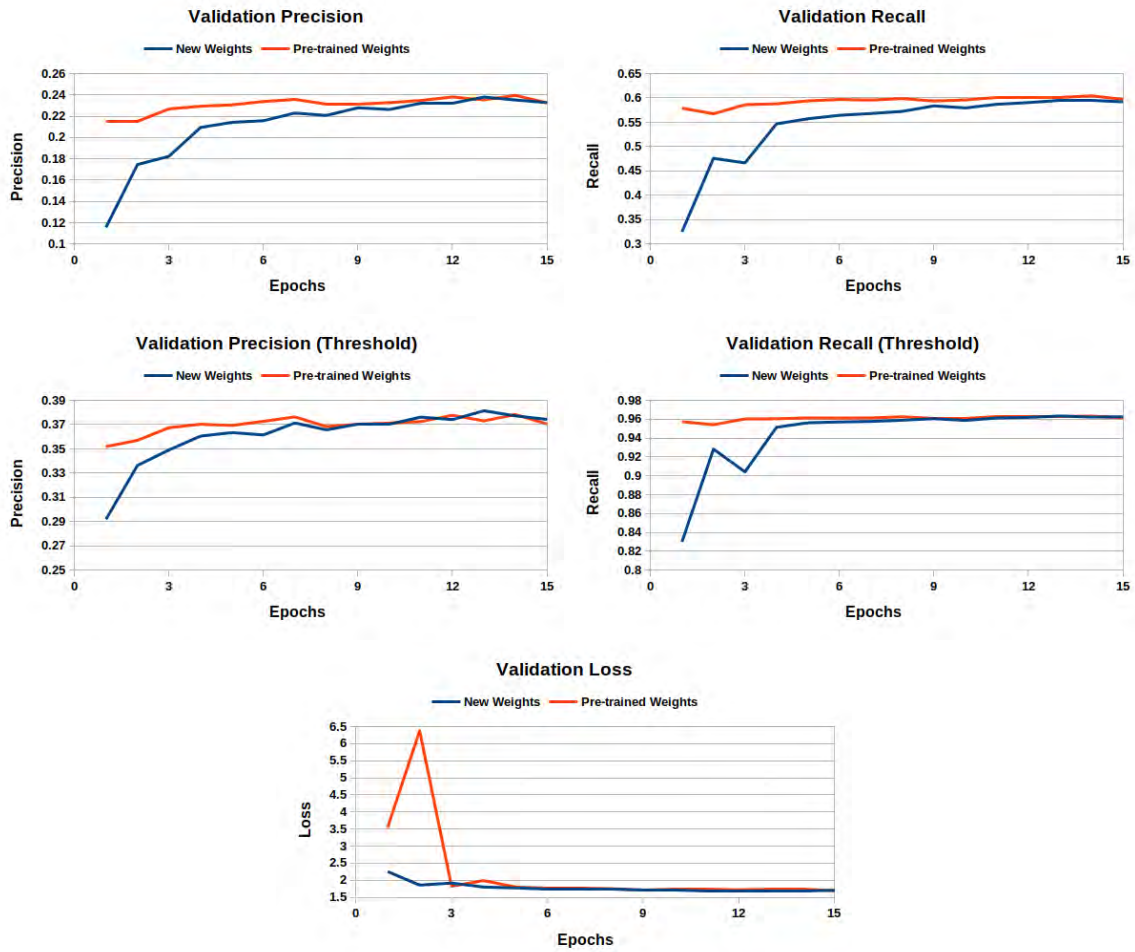 Validation Precision
New Weights Pre-trained Weights
0.26
0.24
0.22
0.2
0.18
0.16
0.14
0.12
0.1
0 3 6 9 12 15
Precision
Epochs
Validation Recall
New Weights Pre-trained Weights
0.65
0.6
0.55
0.5
0.45
0.4
0.35
0.3
0 3 6 9 12 15
Recall
Epochs
Validation Precision (Threshold)
New Weights Pre-trained Weights
0.39
0.37
0.35
0.33
0.31
0.29
0.27
0.25
0 3 6 9 12 15
Precision
Epochs
Validation Recall (Threshold)
New Weights Pre-trained Weights
0.98
0.96
0.94
0.92
0.9
0.88
0.86
0.84
0.82
0.8
0 3 6 9 12 15
Recall
Epochs
Validation Loss
New Weights Pre-trained Weights
6.5
6
5.5
5
4.5
4
3.5
3
2.5
2
1.5
0 3 6 9 12 15
Loss
Epochs